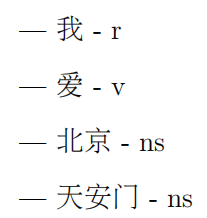 — 我 - r
— 爱 - v
— 北京 - ns
— 天安门 - ns